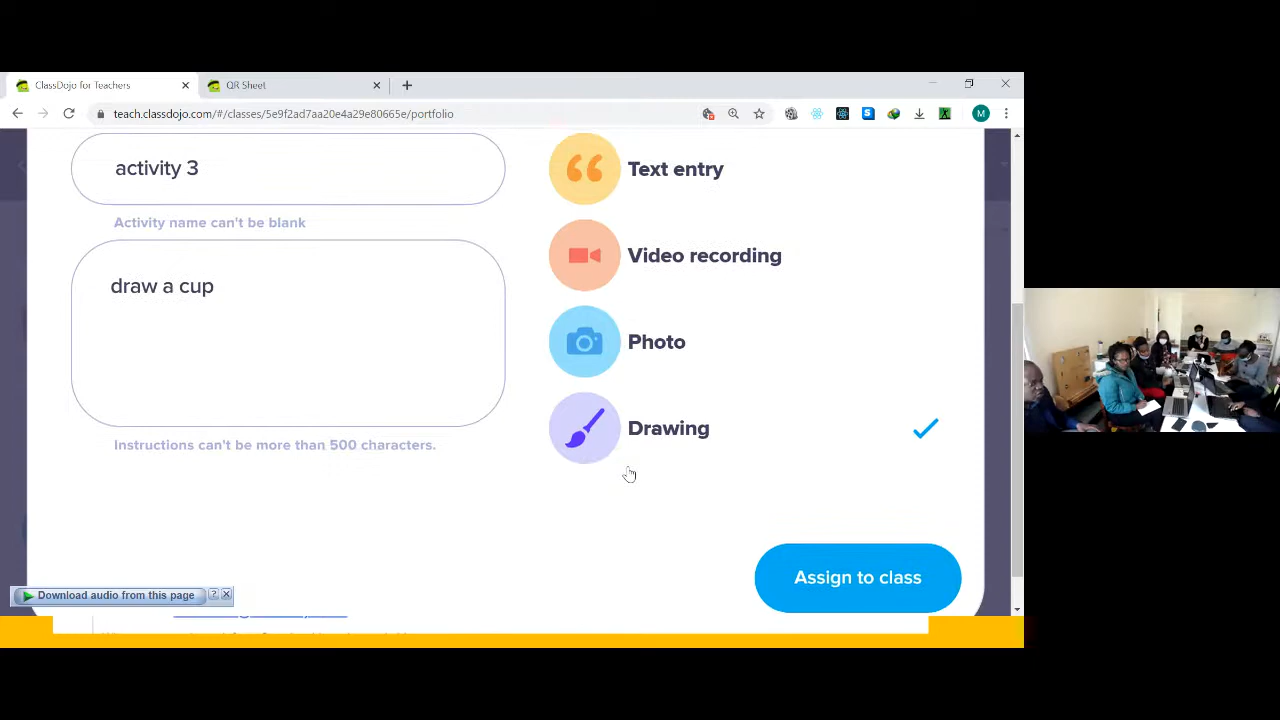 ClassDojo for Teachers
QR Sheet
teach.classdojo.com/#/classes/5e9f2ad7aa20e4a29e80665e/portfolio
M
activity 3
Activity name can't be blank
draw a cup
Instructions can't be more than 500 characters.
Text entry
Video recording
Photo
Drawing
Assign to class
Download audio from this page
?